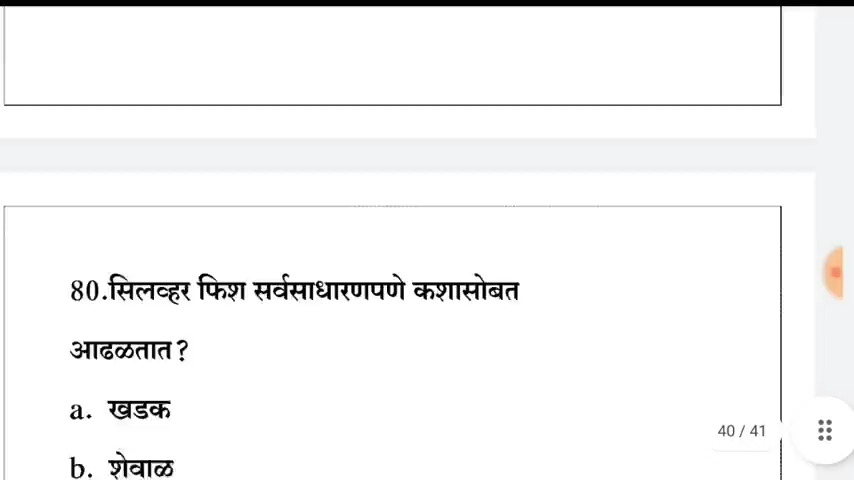 80.सिलव्हर फिश सर्वसाधारणपणे कशासोबत
आढळतात?
a. खडक
40 / 41
b. शेवाळ